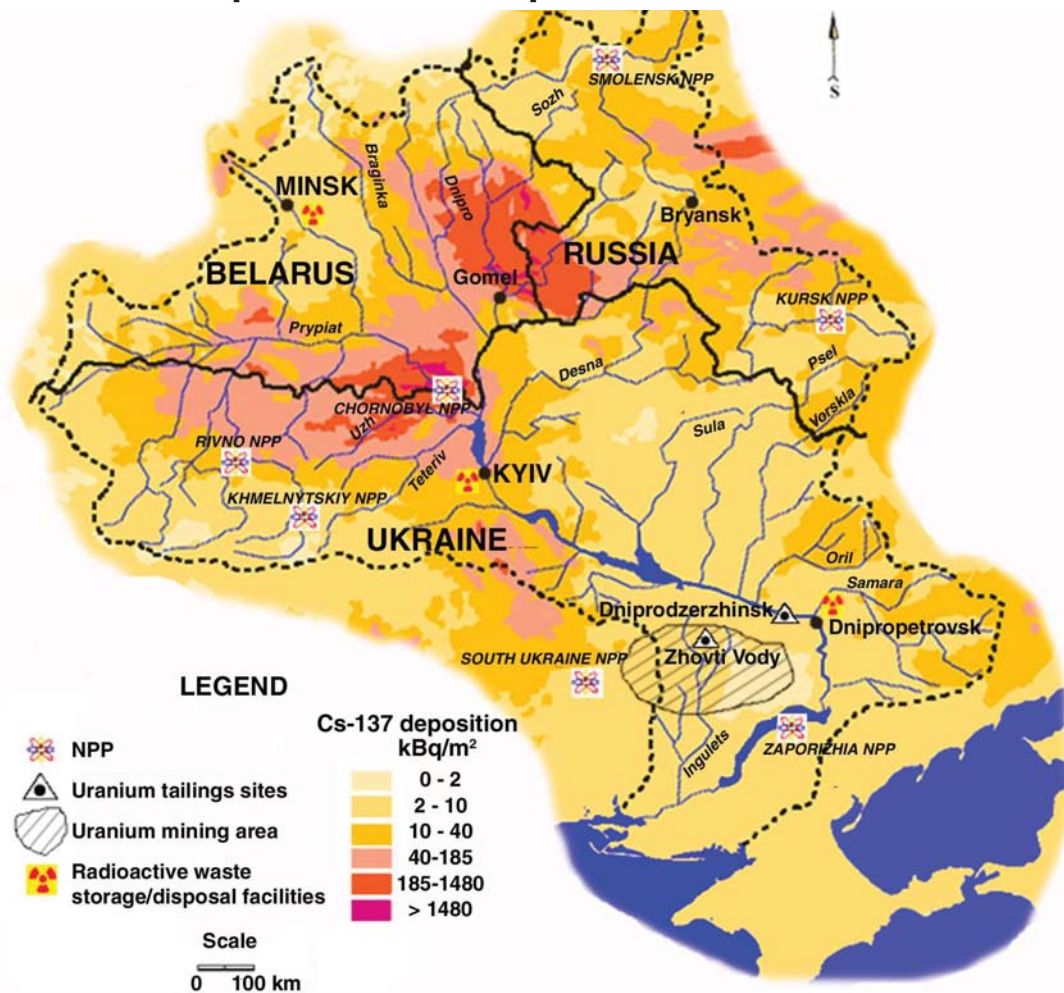 SMOLENSK NPP
Ŝ
Sozh
Braginka
Dnipro
MINSK
Bryansk
BELARUS
RUSSIA
Gomel
KURSK NPP
Prypiat
Desna
Psel
Vorskla
CHORNOBYL NPP
Uzh
Sula
RIVNO NPP
Teteriv
KYIV
KHMELNYTSKIY NPP
UKRAINE
Oril
Samara
Dniprodzerzhinsk
Dnipropetrovsk
SOUTH UKRAINE NPP
Zhovti Vody
Ingulets
ZAPORIZHIA NPP
LEGEND
NPP
Uranium tailings sites
Uranium mining area
Radioactive waste
storage/disposal facilities
Cs-137 deposition
kBq/m²
0 - 2
2 - 10
10 - 40
40-185
185-1480
> 1480
Scale
0 100 km